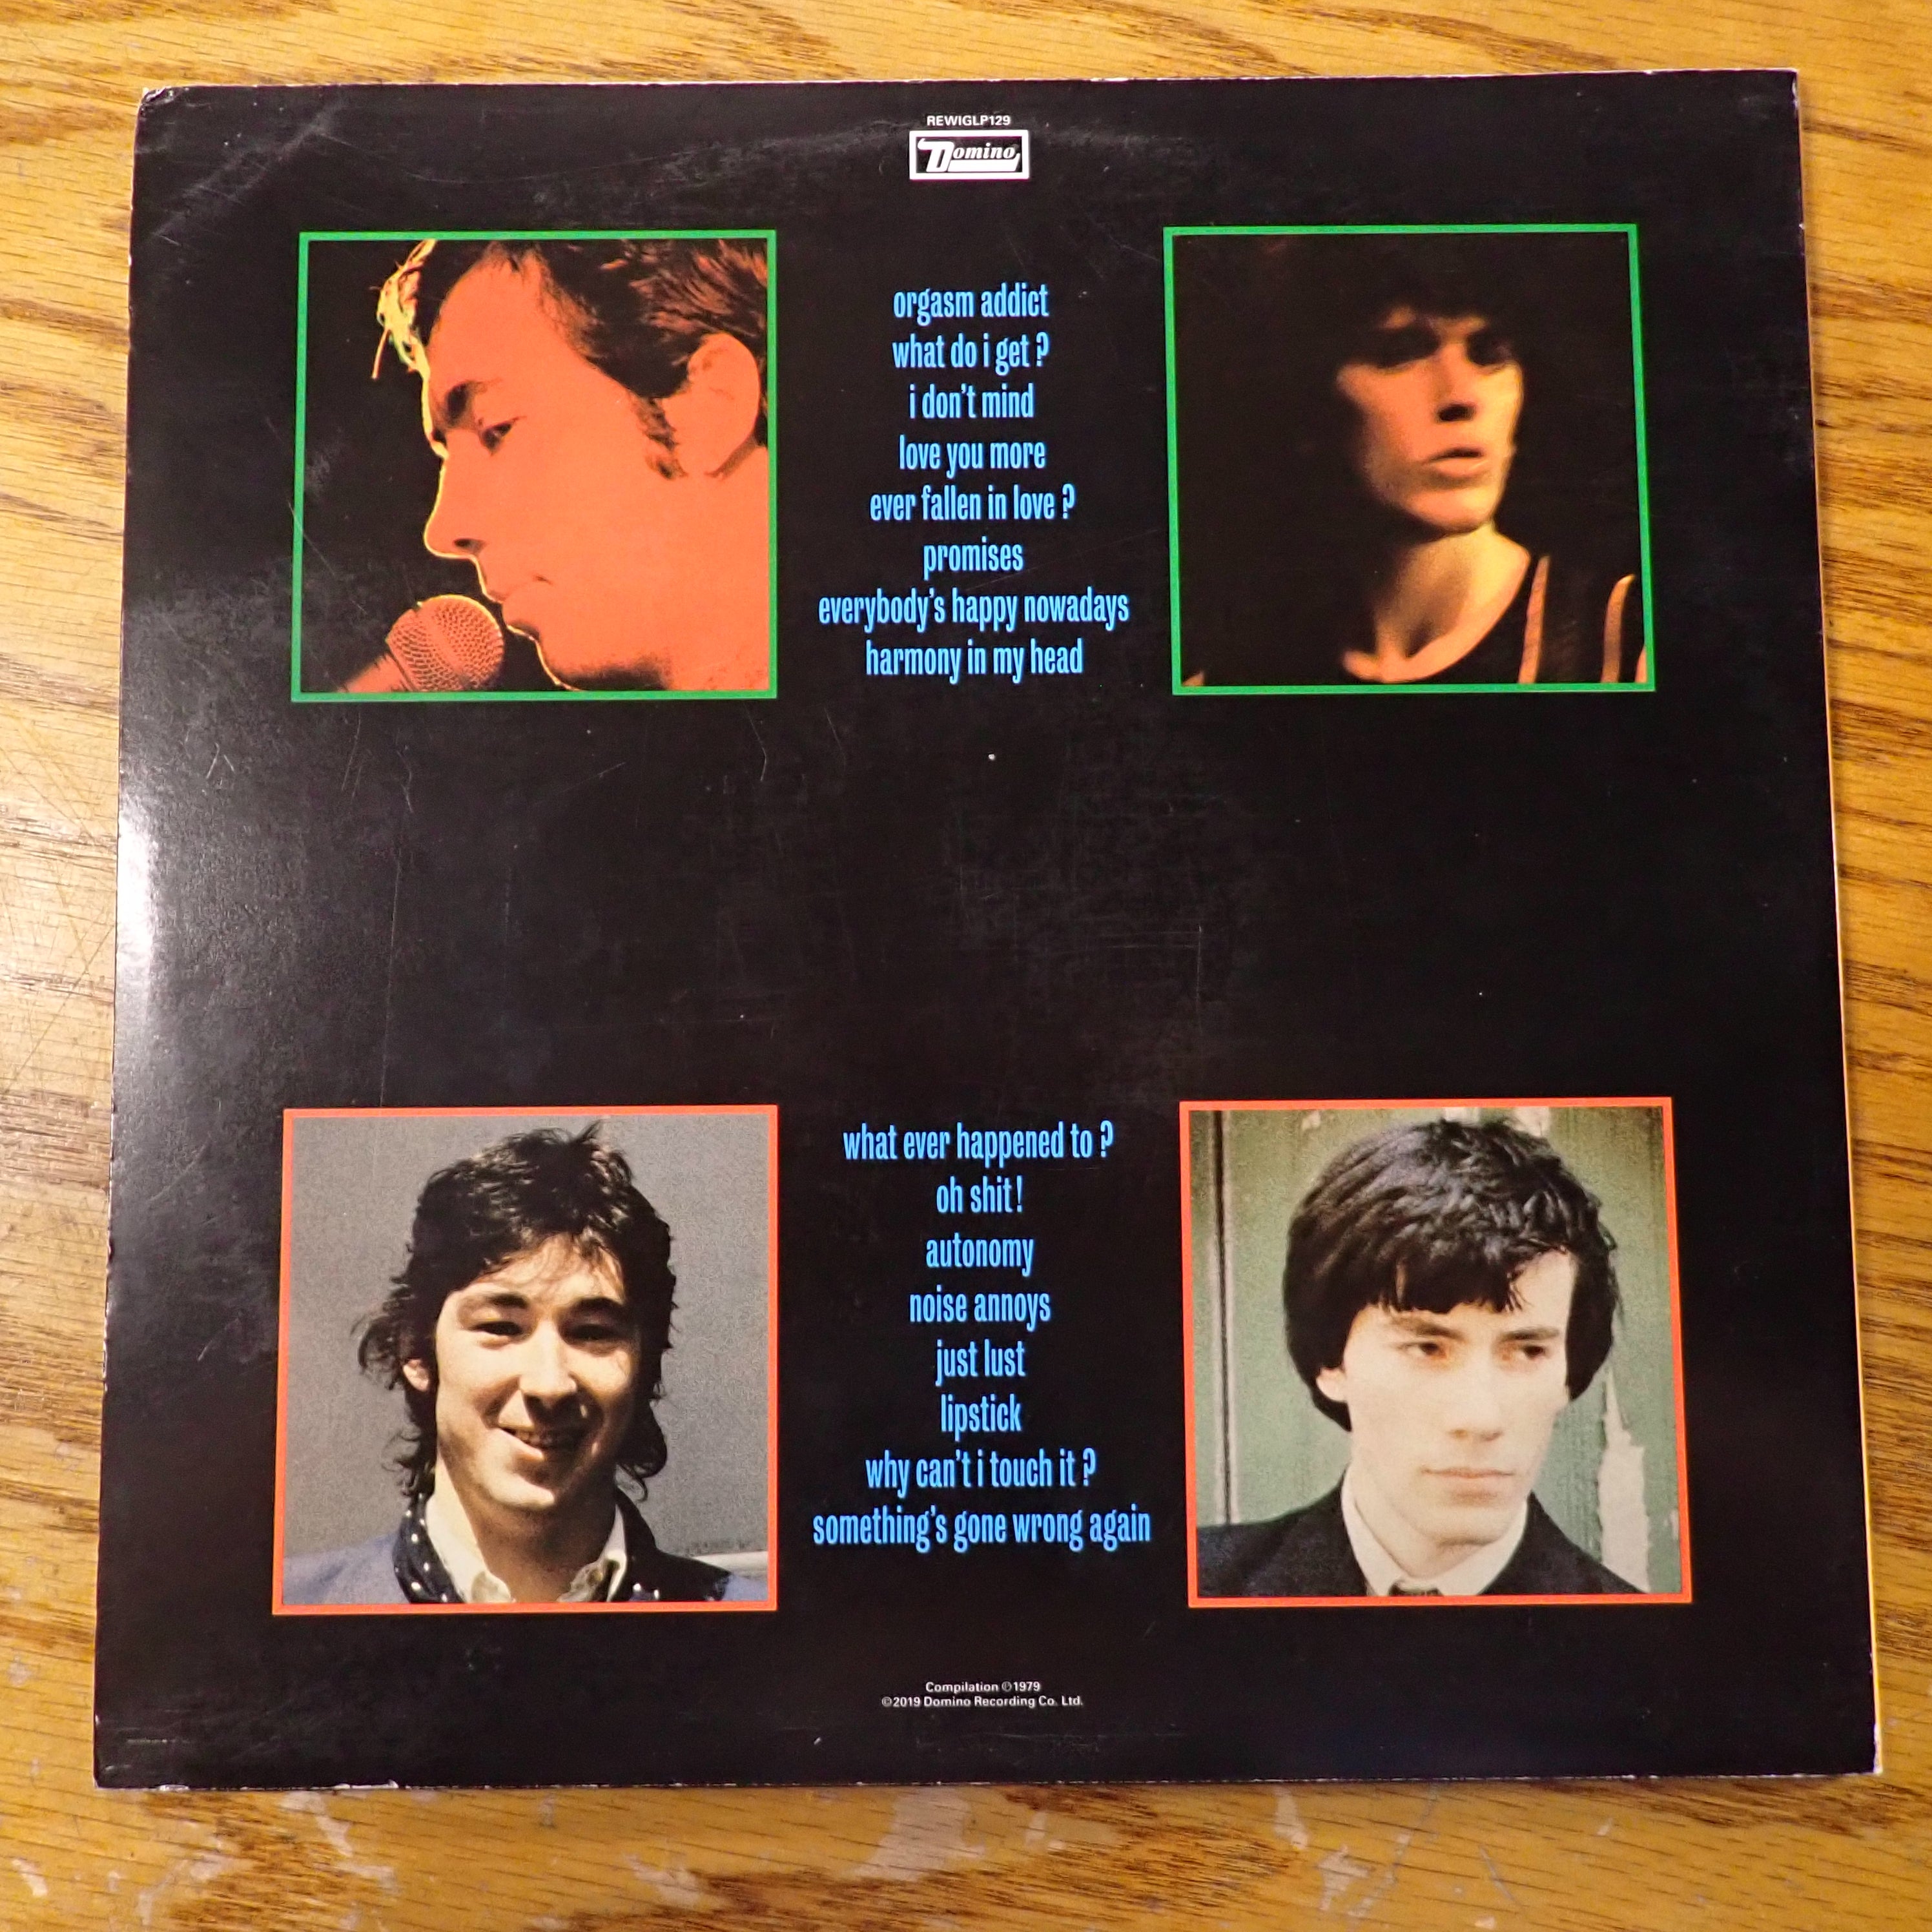 REWIGLP129
Domino
orgasm addict
what do i get ?
i don't mind
love you more
ever fallen in love ?
promises
everybody's happy nowadays
harmony in my head
what ever happened to ?
oh shit !
autonomy
noise annoys
just lust
lipstick
why can't i touch it ?
something's gone wrong again
Compilation ©1979
©2019 Domino Recording Co. Ltd.